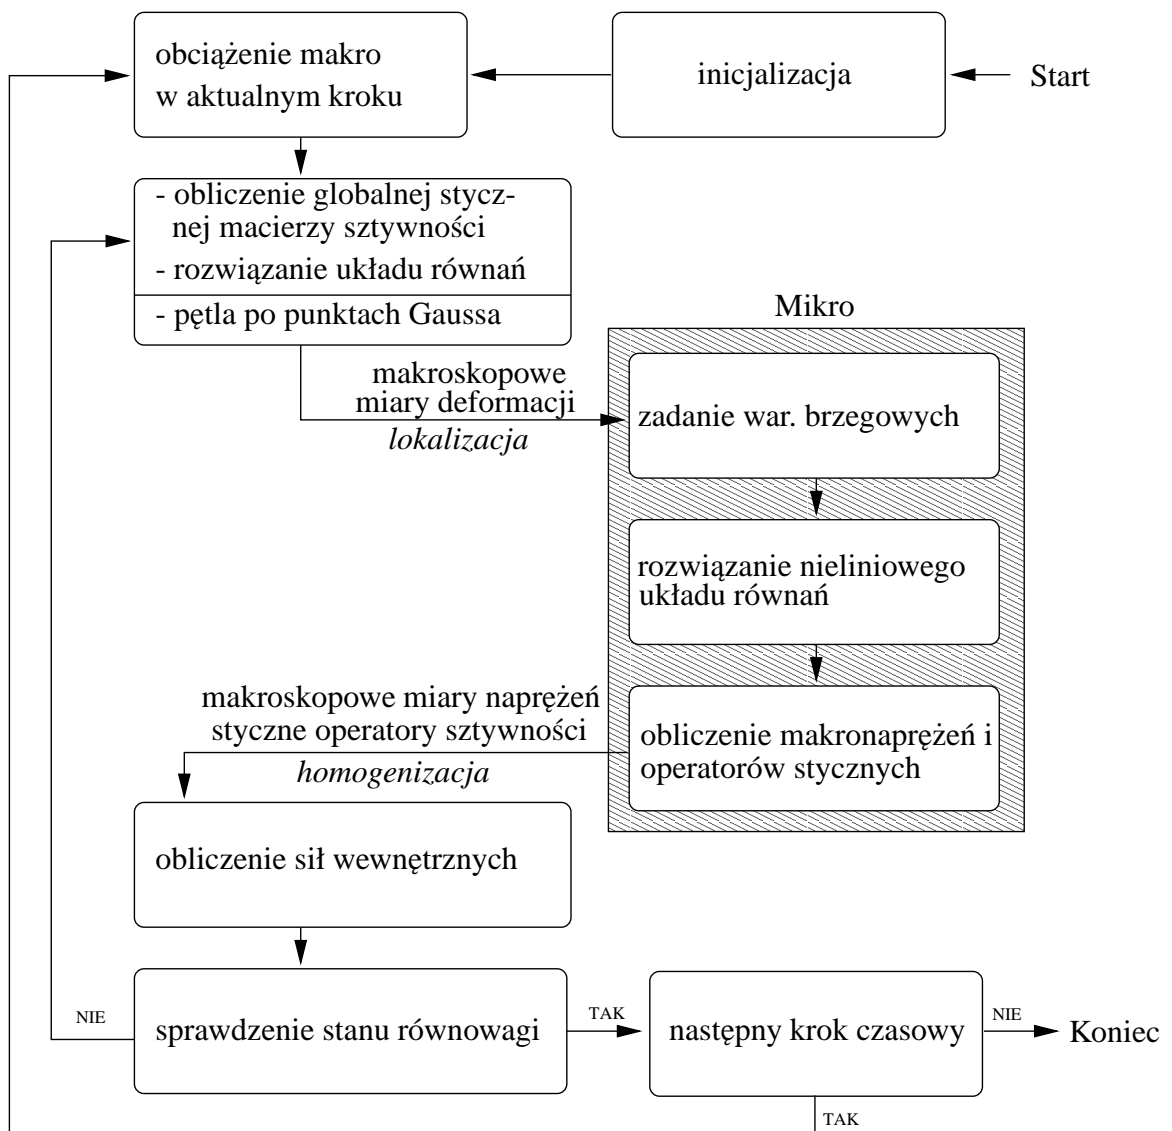 obciążenie makro
w aktualnym kroku
inicjalizacja
Start
- obliczenie globalnej stycz-
nej macierzy sztywności
- rozwiązanie układu równań
- pętla po punktach Gaussa
Mikro
makroskopowe
miary deformacji
lokalizacja
zadanie war. brzegowych
rozwiązanie nieliniowego
układu równań
makroskopowe miary naprężeń
styczne operatory sztywności
homogenizacja
obliczenie makronaprężeń i
operatorów stycznych
obliczenie sił wewnętrznych
NIE
sprawdzenie stanu równowagi
TAK
następny krok czasowy
NIE
Koniec
TAK